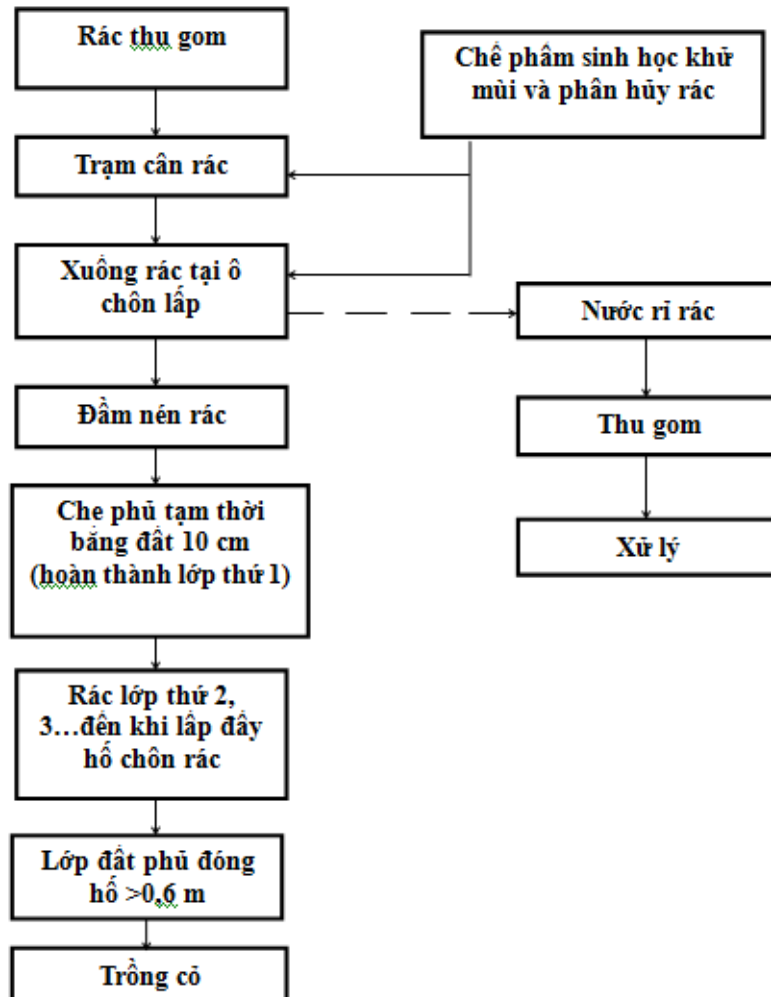 Rác thu gom
Chế phẩm sinh học khử
mùi và phân hủy rác
Trạm cân rác
Xuống rác tại ô
chôn lấp
Nước rỉ rác
Đầm nén rác
Thu gom
Che phủ tạm thời
bằng đất 10 cm
(hoàn thành lớp thứ 1)
Xử lý
Rác lớp thứ 2,
3...đến khi lấp đầy
hố chôn rác
Lớp đất phủ đóng
hố >0,6 m
Trồng cỏ